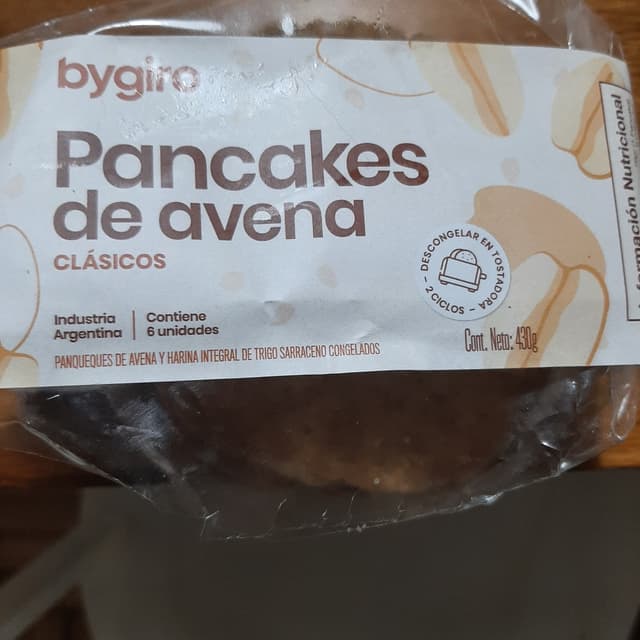 bygiro
Pancakes
de avena
CLÁSICOS
- DESCONGELAR EN TOSTADORA -
2 CICLOS
Industria
Argentina
Contiene
6 unidades
Cont. Neto: 430g
PANQUEQUES DE AVENA Y HARINA INTEGRAL DE TRIGO SARRACENO CONGELADOS
Nutricional